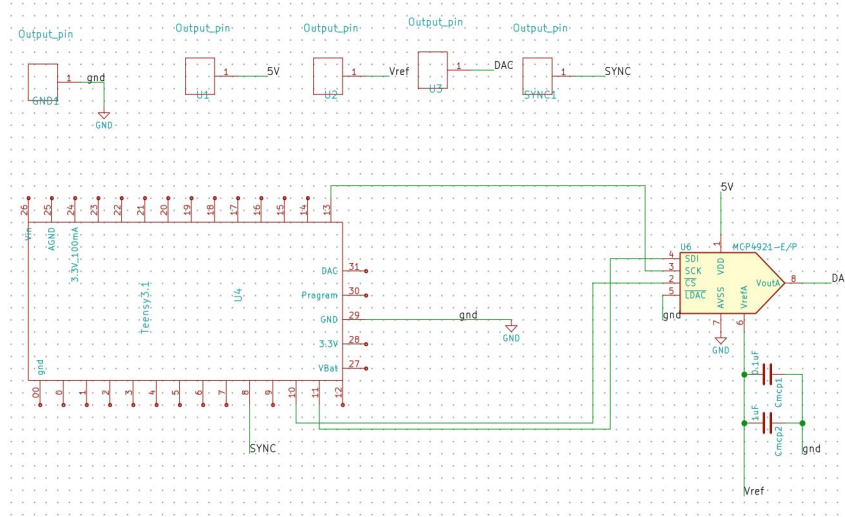 Output_pin
Output_pin
Output_pin
Output_pin
Output_pin
1
gnd
GND1
GND
1
5V
U1
1
Vref
U2
1
DAC
U3
1
SYNC
SYNC1
26
25
24
23
22
21
20
19
18
17
16
15
14
13
Vin
AGND
3.3V_100mA
Teensy3.1
U4
DAC
31
Program
30
GND
29
gnd
GND
3.3V
28
VBat
27
gnd
00
0
1
2
3
4
5
6
7
8
9
10
11
12
SYNC
5V
1
U6
MCP4921-E/P
4
SDI
3
SCK
2
CS
5
LDAC
VDD
AVSS
VrefA
VoutA
8
DA
gnd
7
6
GND
0.1uF
Cmcp1
1uF
Cmcp2
gnd
Vref